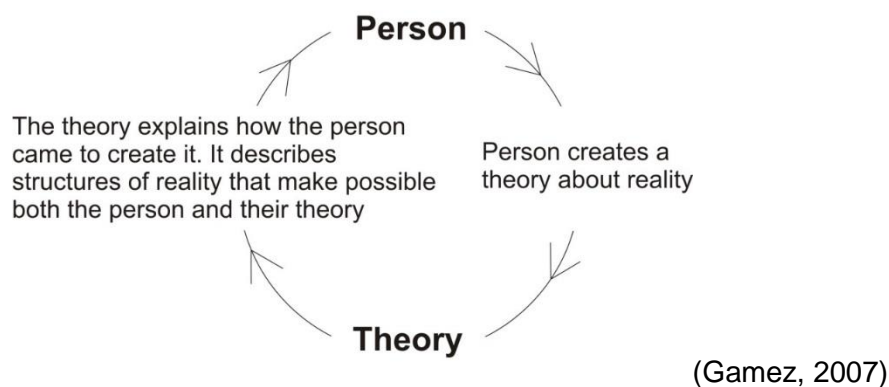 Person
The theory explains how the person
came to create it. It describes
structures of reality that make possible
both the person and their theory
Person creates a
theory about reality
Theory
(Gamez, 2007)